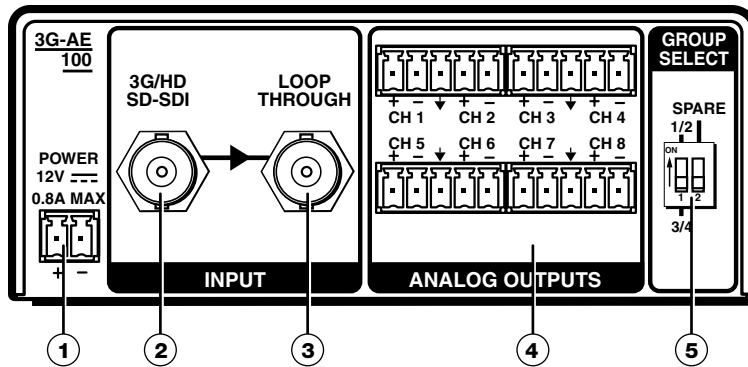 3G-AE
100
POWER
12V
0.8A MAX
+ −
3G/HD
SD-SDI
LOOP
THROUGH
INPUT
+ − + − + − + −
CH 1 CH 2 CH 3 CH 4
CH 5 CH 6 CH 7 CH 8
+ − + − + − + −
ANALOG OUTPUTS
GROUP
SELECT
SPARE
1/2
ON
1 2
3/4
1 2 3 4 5